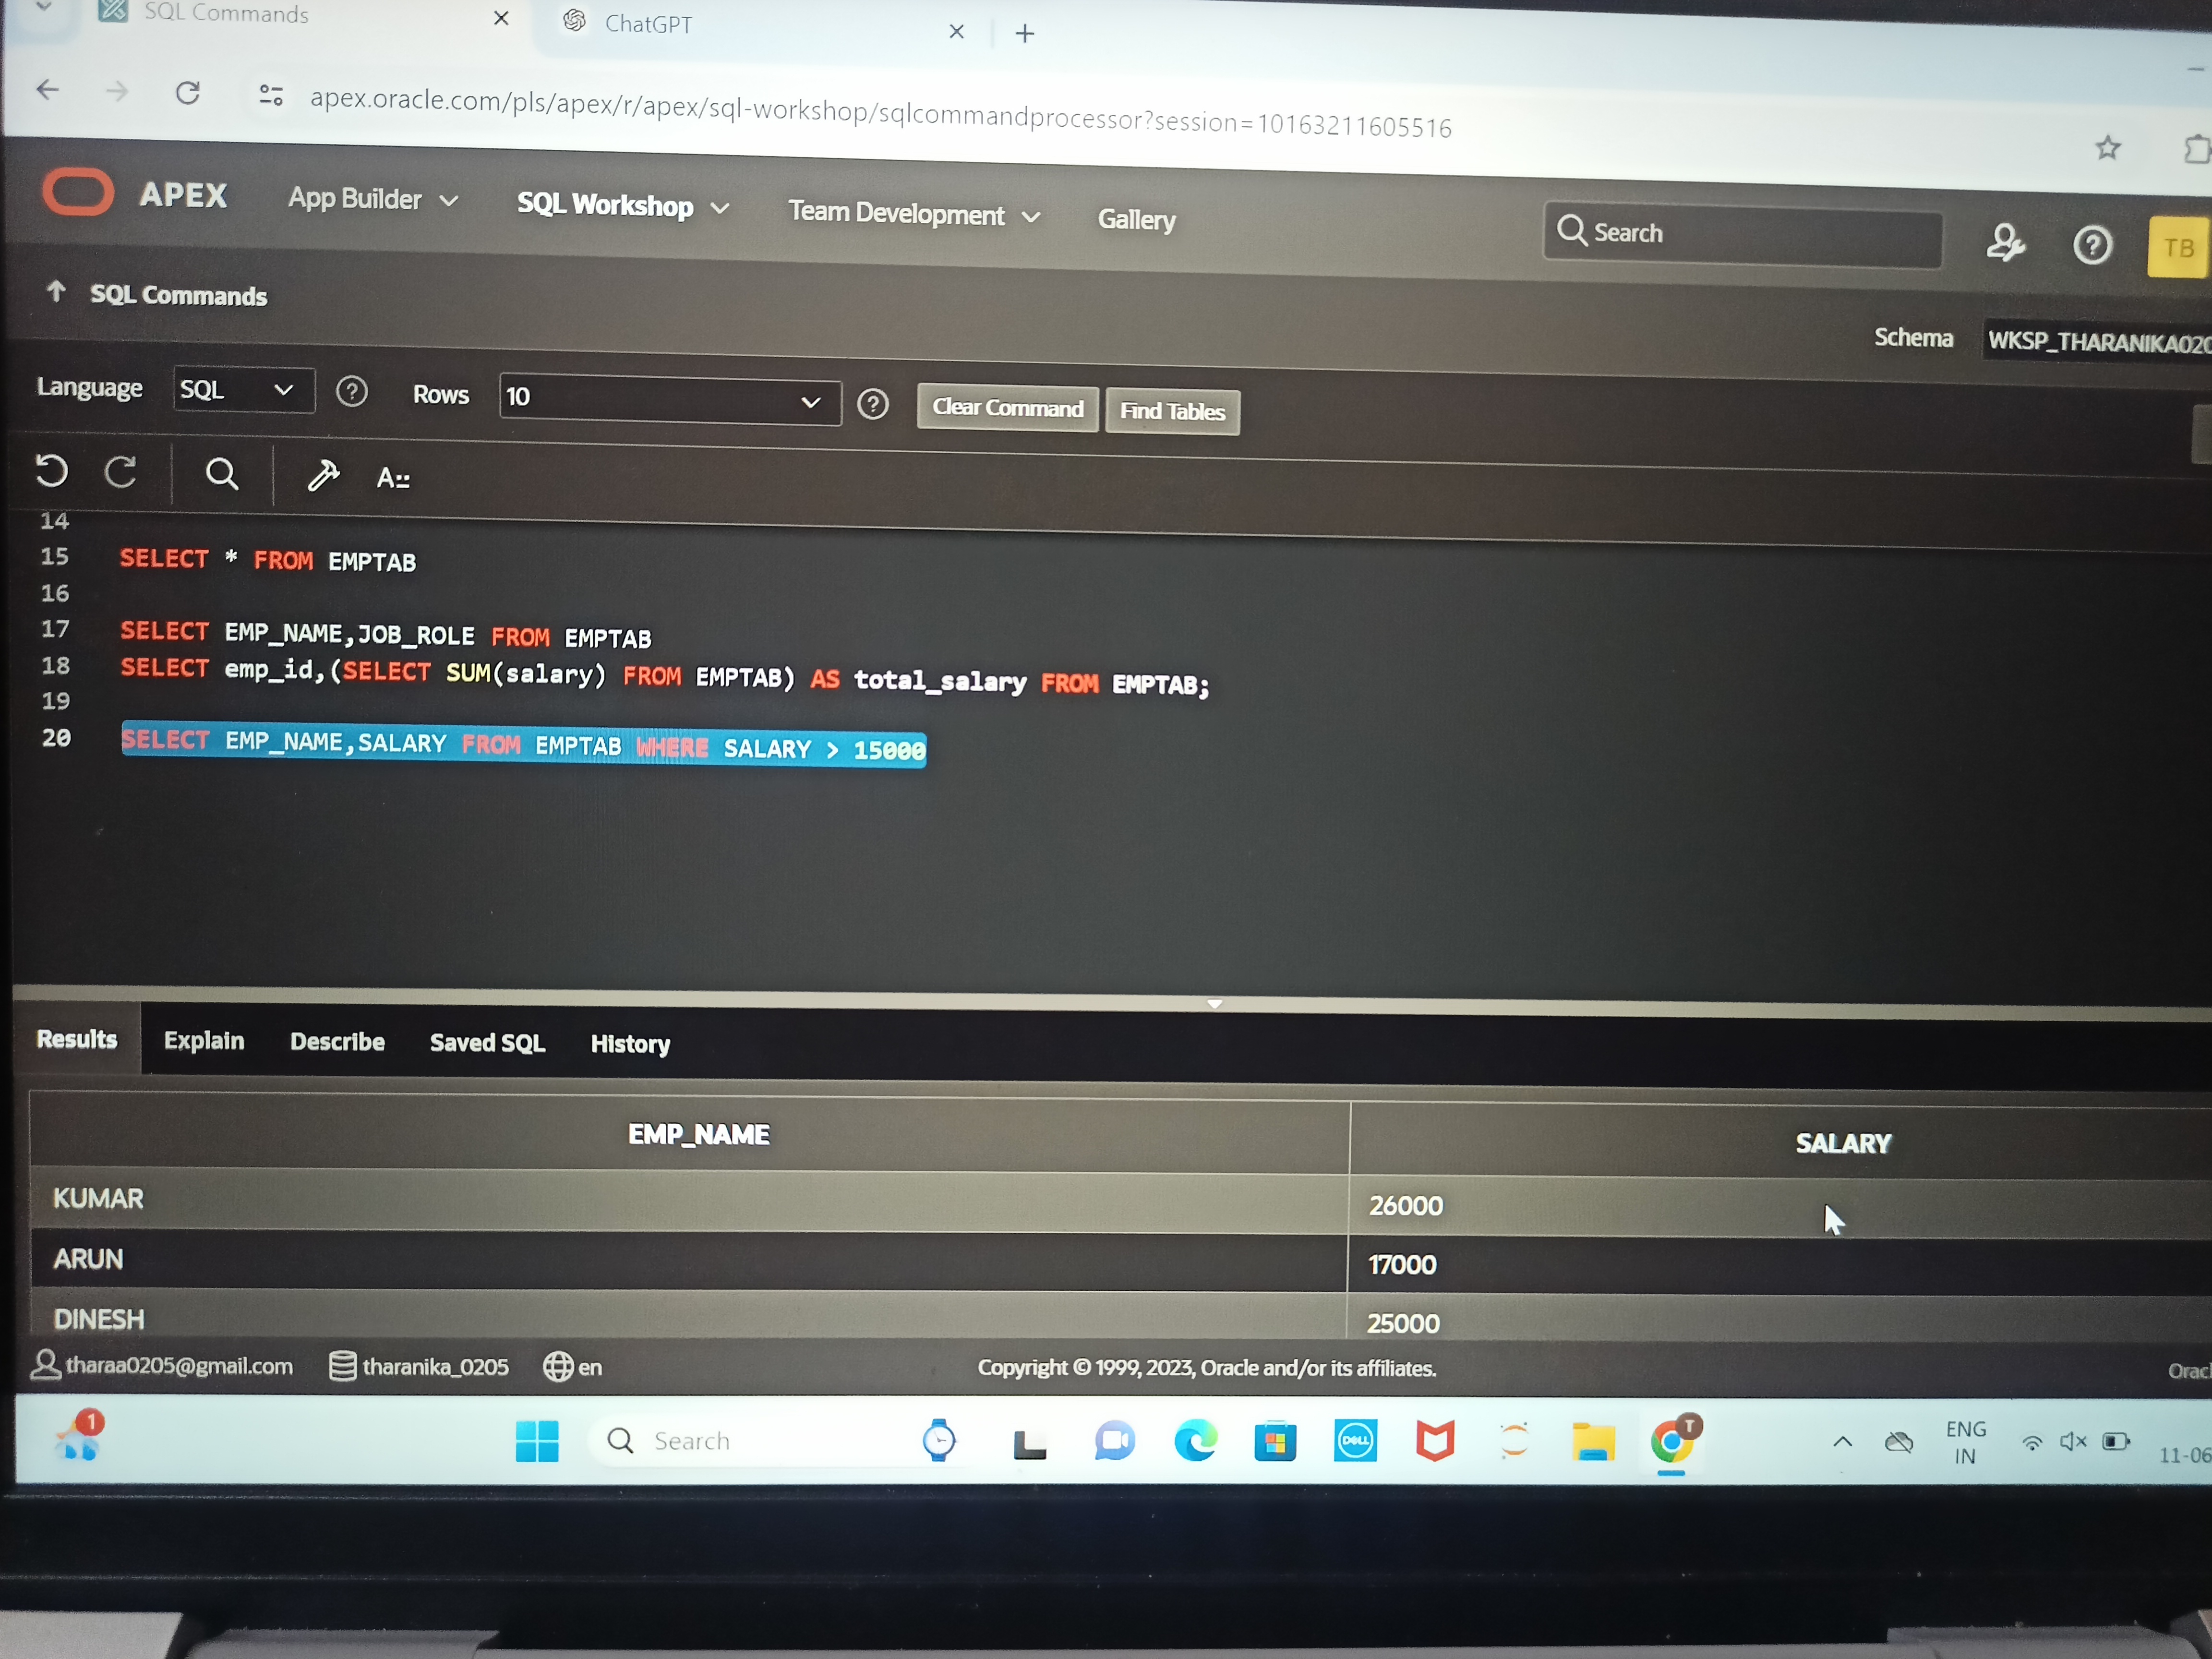 SQL Commands
ChatGPT
apex.oracle.com/pls/apex/r/apex/sql-workshop/sqlcommandprocessor?session=10163211605516
APEX App Builder SQL Workshop Team Development Gallery Search TB
SQL Commands
Schema WKSP_THARANIKA020
Language SQL Rows 10 Clear Command Find Tables
A::
14
15 SELECT * FROM EMPTAB
16
17 SELECT EMP_NAME,JOB_ROLE FROM EMPTAB
18 SELECT emp_id,(SELECT SUM(salary) FROM EMPTAB) AS total_salary FROM EMPTAB;
19
20 SELECT EMP_NAME,SALARY FROM EMPTAB WHERE SALARY > 15000
Results Explain Describe Saved SQL History
EMP_NAME SALARY
KUMAR 26000
ARUN 17000
DINESH 25000
tharaa0205@gmail.com tharanika_0205 en Copyright © 1999, 2023, Oracle and/or its affiliates. Oracl
1 Search DELL T ENG
IN
11-06